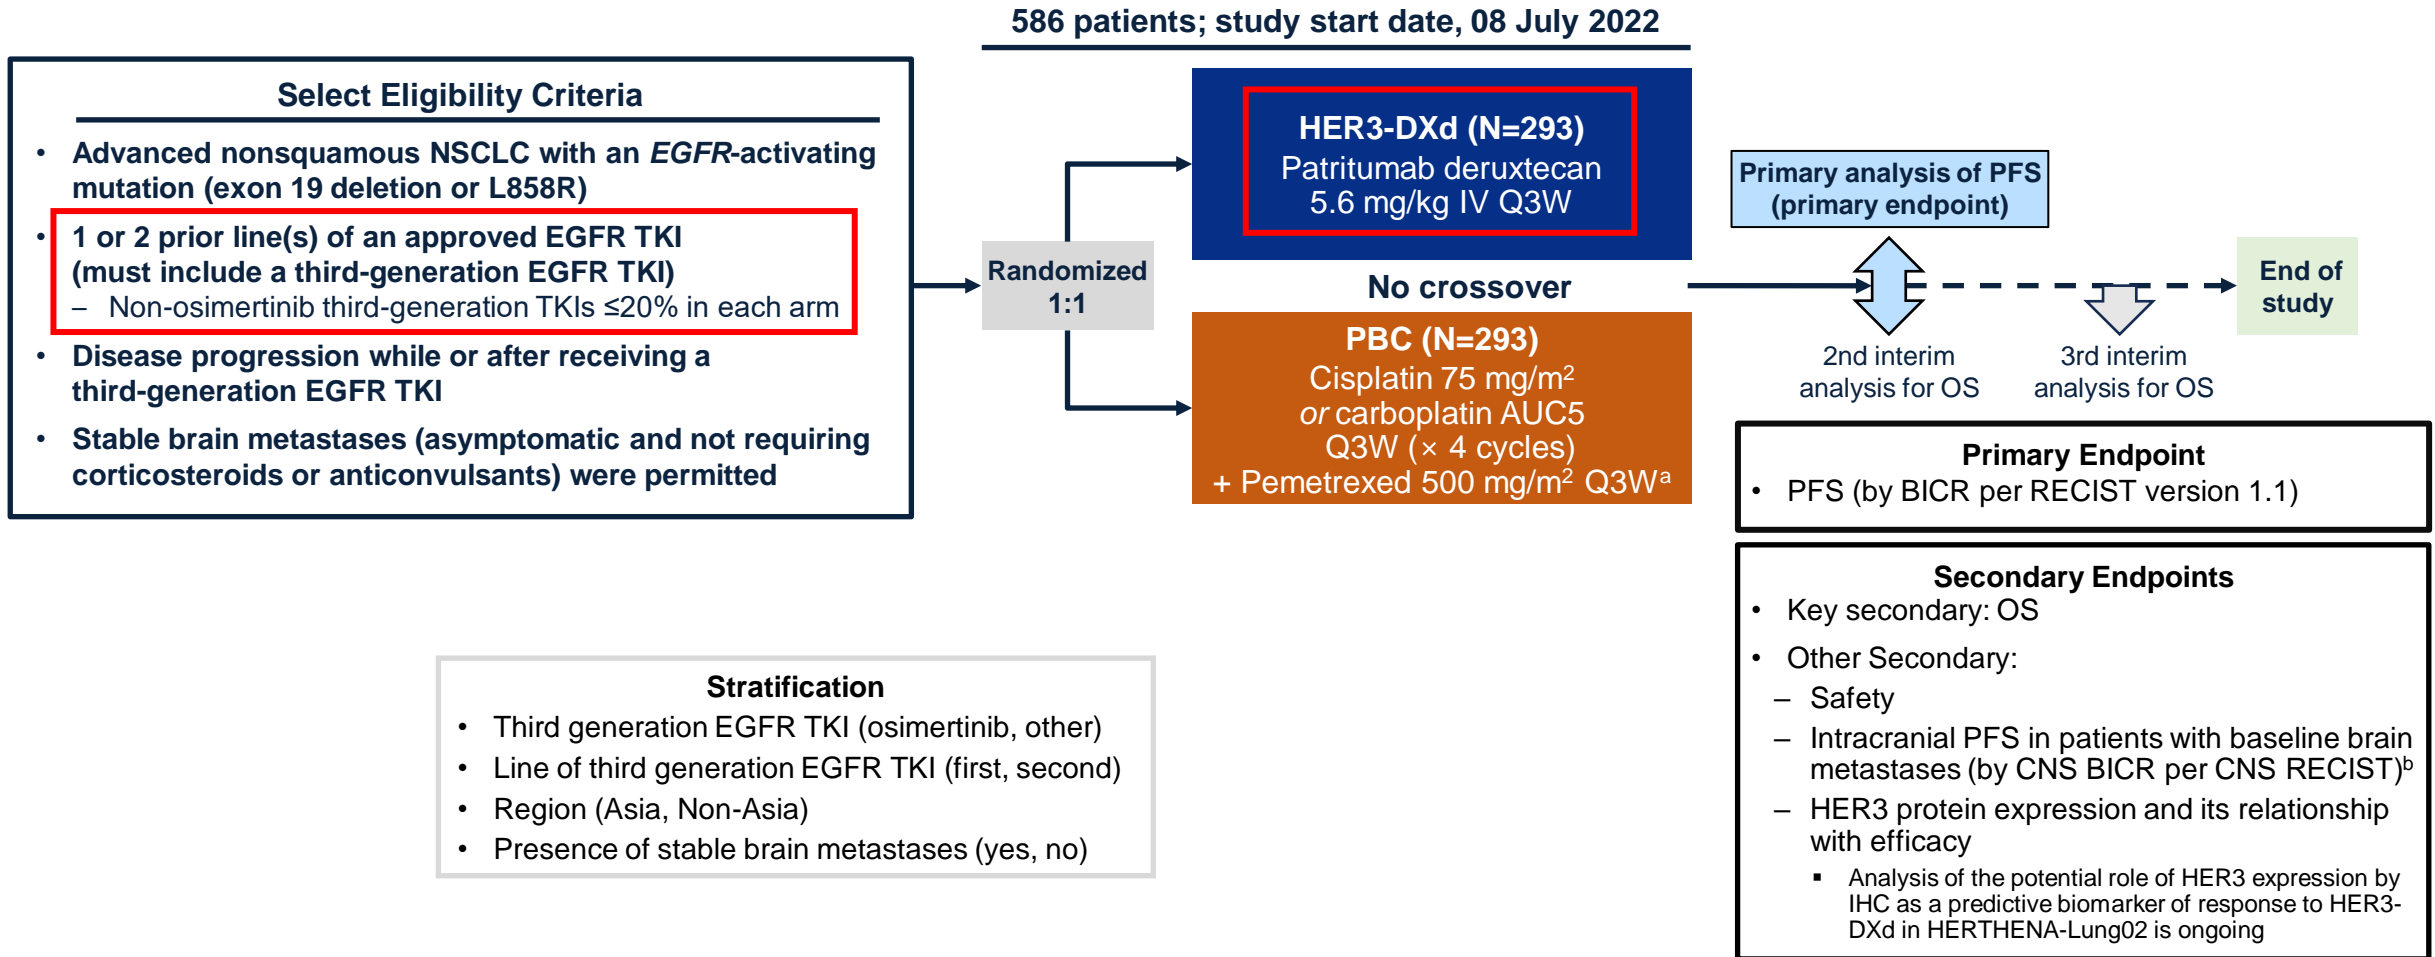 586 patients; study start date, 08 July 2022
Select Eligibility Criteria
• Advanced nonsquamous NSCLC with an EGFR-activating
mutation (exon 19 deletion or L858R)
• 1 or 2 prior line(s) of an approved EGFR TKI
(must include a third-generation EGFR TKI)
– Non-osimertinib third-generation TKIs ≤20% in each arm
• Disease progression while or after receiving a
third-generation EGFR TKI
• Stable brain metastases (asymptomatic and not requiring
corticosteroids or anticonvulsants) were permitted
Randomized
1:1
HER3-DXd (N=293)
Patritumab deruxtecan
5.6 mg/kg IV Q3W
No crossover
PBC (N=293)
Cisplatin 75 mg/m²
or carboplatin AUC5
Q3W (× 4 cycles)
+ Pemetrexed 500 mg/m² Q3Wᵃ
Primary analysis of PFS
(primary endpoint)
2nd interim
analysis for OS
3rd interim
analysis for OS
End of
study
Primary Endpoint
• PFS (by BICR per RECIST version 1.1)
Secondary Endpoints
• Key secondary: OS
• Other Secondary:
– Safety
– Intracranial PFS in patients with baseline brain
metastases (by CNS BICR per CNS RECIST)ᵇ
– HER3 protein expression and its relationship
with efficacy
▪ Analysis of the potential role of HER3 expression by
IHC as a predictive biomarker of response to HER3-
DXd in HERTHENA-Lung02 is ongoing
Stratification
• Third generation EGFR TKI (osimertinib, other)
• Line of third generation EGFR TKI (first, second)
• Region (Asia, Non-Asia)
• Presence of stable brain metastases (yes, no)